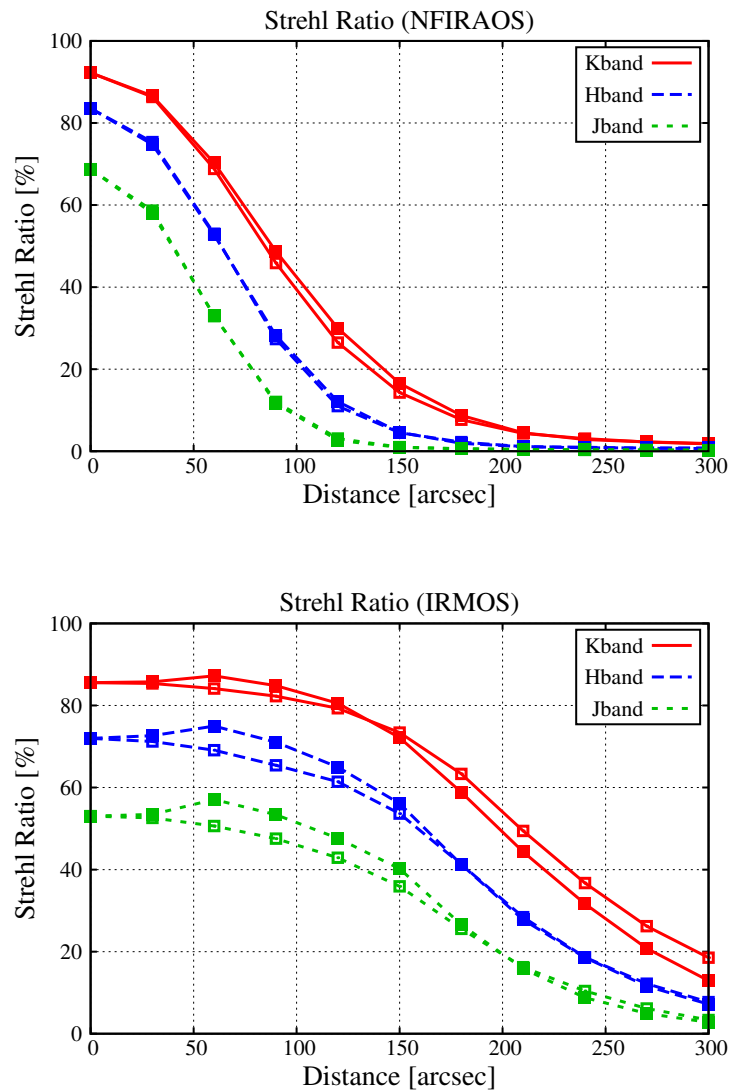 Strehl Ratio (NFIRAOS)
100
80
60
40
20
0
Strehl Ratio [%]
Kband
Hband
Jband
0 50 100 150 200 250 300
Distance [arcsec]
Strehl Ratio (IRMOS)
100
80
60
40
20
0
Strehl Ratio [%]
Kband
Hband
Jband
0 50 100 150 200 250 300
Distance [arcsec]